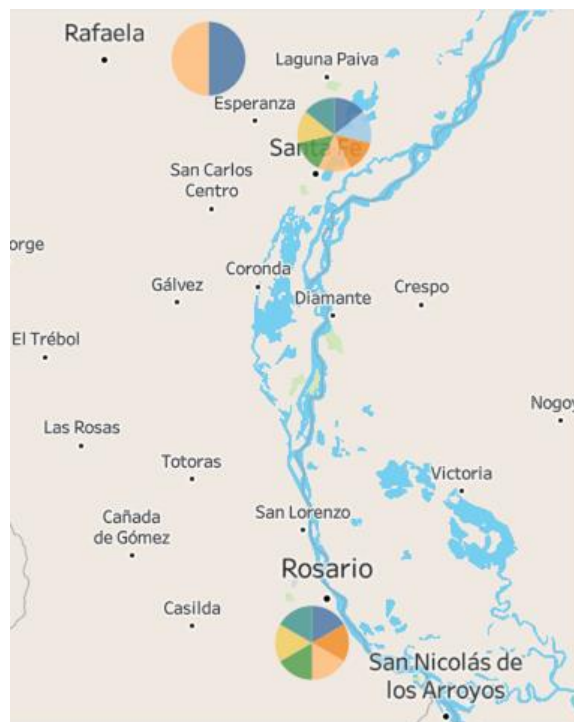 Rafaela
Laguna Paiva
Esperanza
Santa Fe
San Carlos
Centro
orge
Coronda
Gálvez
Diamante
Crespo
El Trébol
Nogoy
Las Rosas
Totoras
Victoria
San Lorenzo
Cañada
de Gómez
Rosario
Casilda
San Nicolás de
los Arroyos